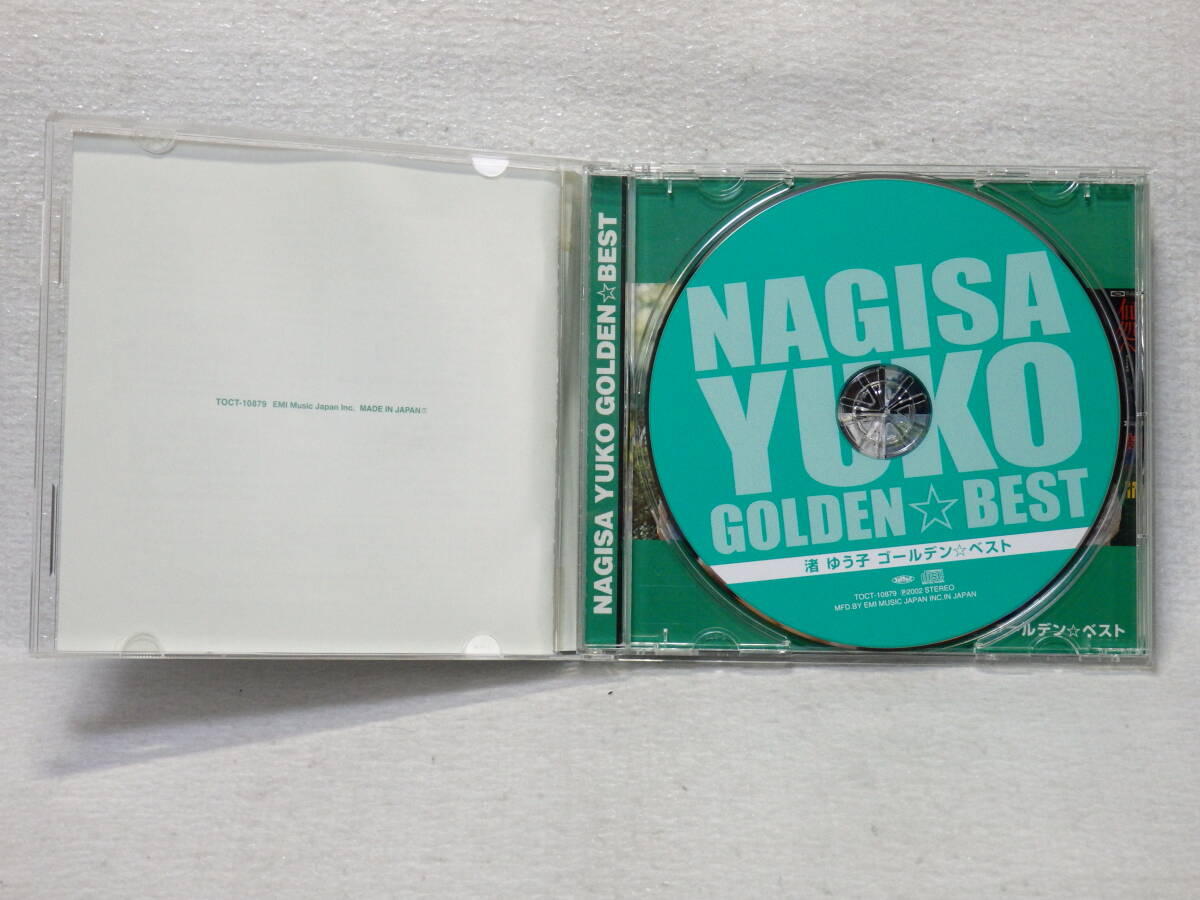 TOCT-10879 EMI Music Japan Inc. MADE IN JAPAN
NAGISA YUKO GOLDEN☆BEST
NAGISA
YUKO
GOLDEN☆BEST
渚 ゆう子 ゴールデン☆ベスト
TOCT-10879 ℗2002 STEREO
MFD.BY EMI MUSIC JAPAN INC.IN JAPAN
ールデン☆ベスト